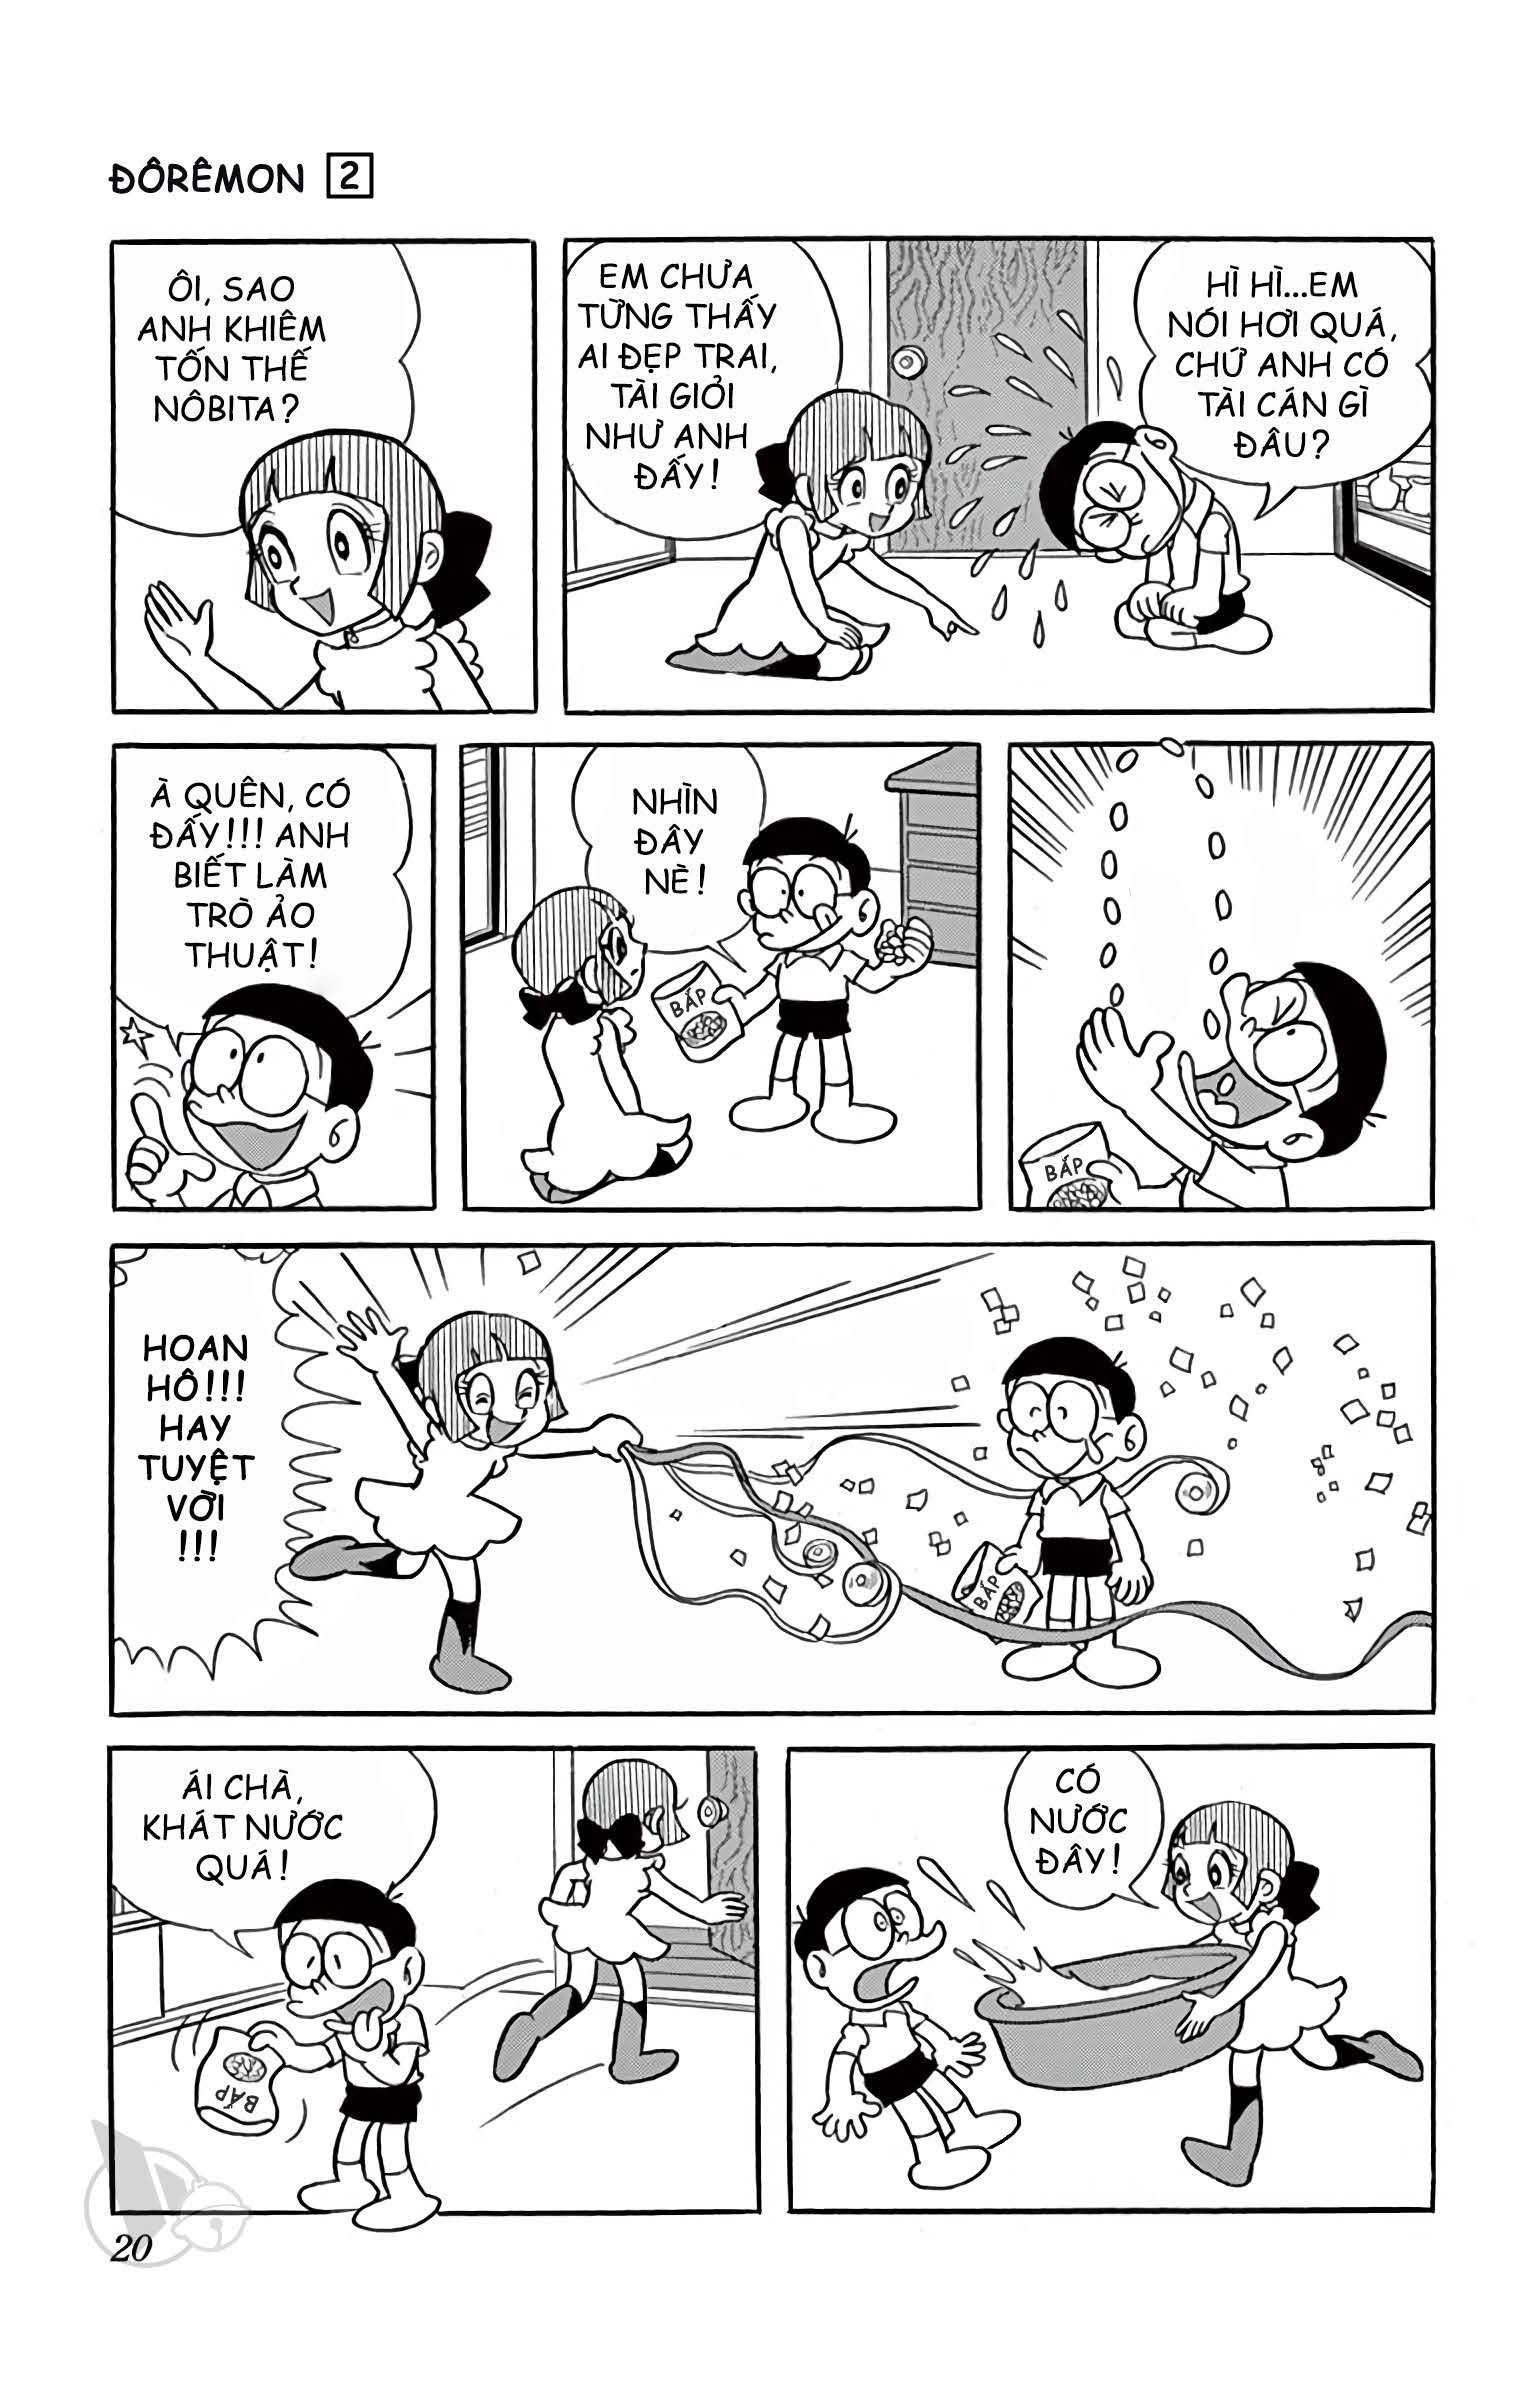 ĐÔRÊMON 2
ÔI, SAO
ANH KHIÊM
TỐN THẾ
NÔBITA?
EM CHƯA
TỪNG THẤY
AI ĐẸP TRAI,
TÀI GIỎI
NHƯ ANH
ĐẤY!
HÌ HÌ...EM
NÓI HƠI QUÁ,
CHỨ ANH CÓ
TÀI CÁN GÌ
ĐÂU?
À QUÊN, CÓ
ĐẤY!!! ANH
BIẾT LÀM
TRÒ ẢO
THUẬT!
NHÌN
ĐÂY
NÈ!
BẮP
BẮP
HOAN
HÔ!!!
HAY
TUYỆT
VỜI
!!!
BẮP
ÁI CHÀ,
KHÁT NƯỚC
QUÁ!
BẮP
CÓ
NƯỚC
ĐÂY!
20